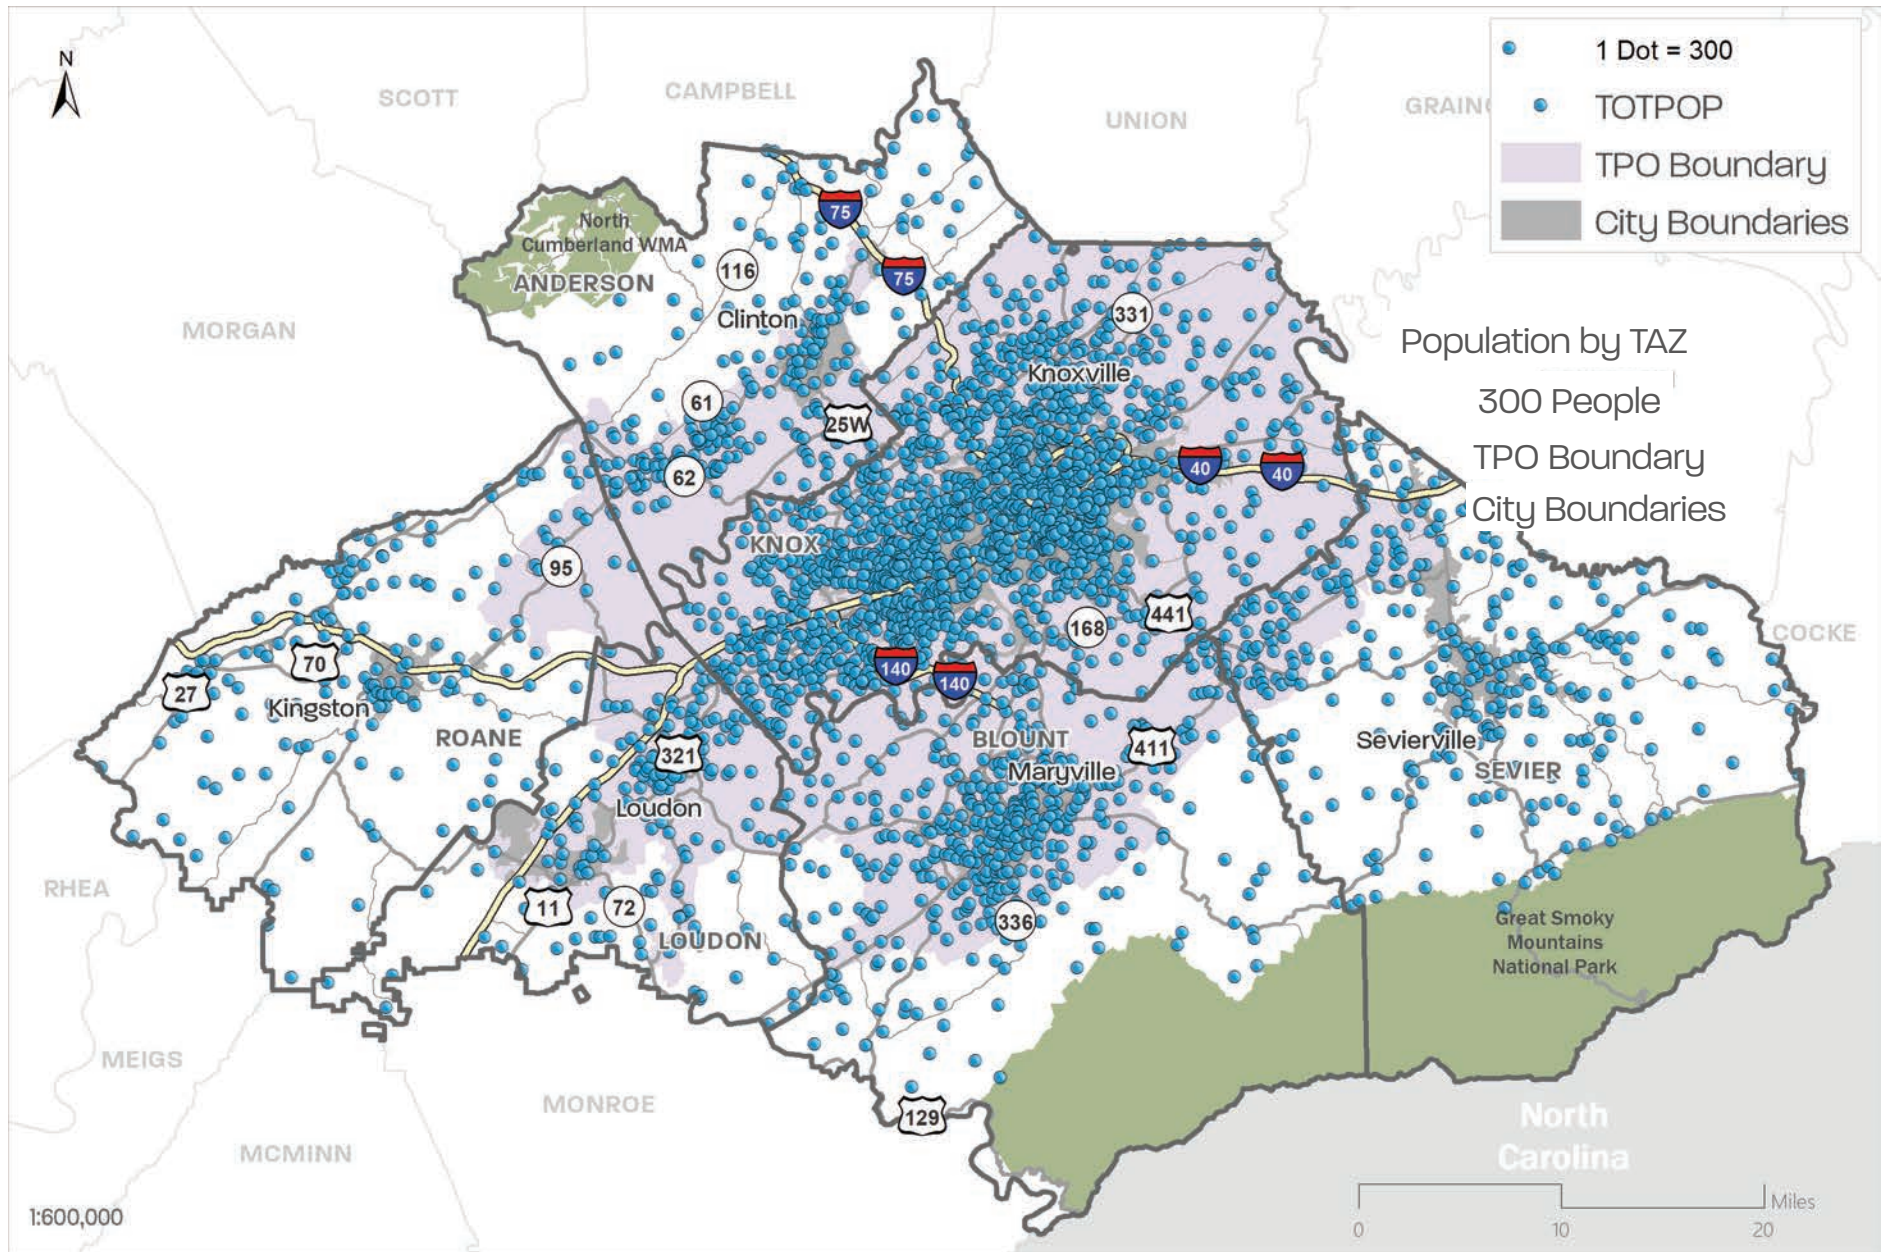 N
SCOTT
CAMPBELL
UNION
GRAIN
1 Dot = 300
TOTPOP
TPO Boundary
City Boundaries
75
North
Cumberland WMA
ANDERSON
116
75
MORGAN
Clinton
331
Population by TAZ
Knoxville
300 People
61
25W
TPO Boundary
62
40
40
City Boundaries
KNOX
95
441
168
COCKE
70
140
27
140
Kingston
ROANE
321
BLOUNT
411
Sevierville
Maryville
SEVIER
Loudon
RHEA
11
72
336
Great Smoky
Mountains
National Park
LOUDON
MEIGS
MONROE
129
North
Carolina
MCMINN
1:600,000
Miles
0
10
20